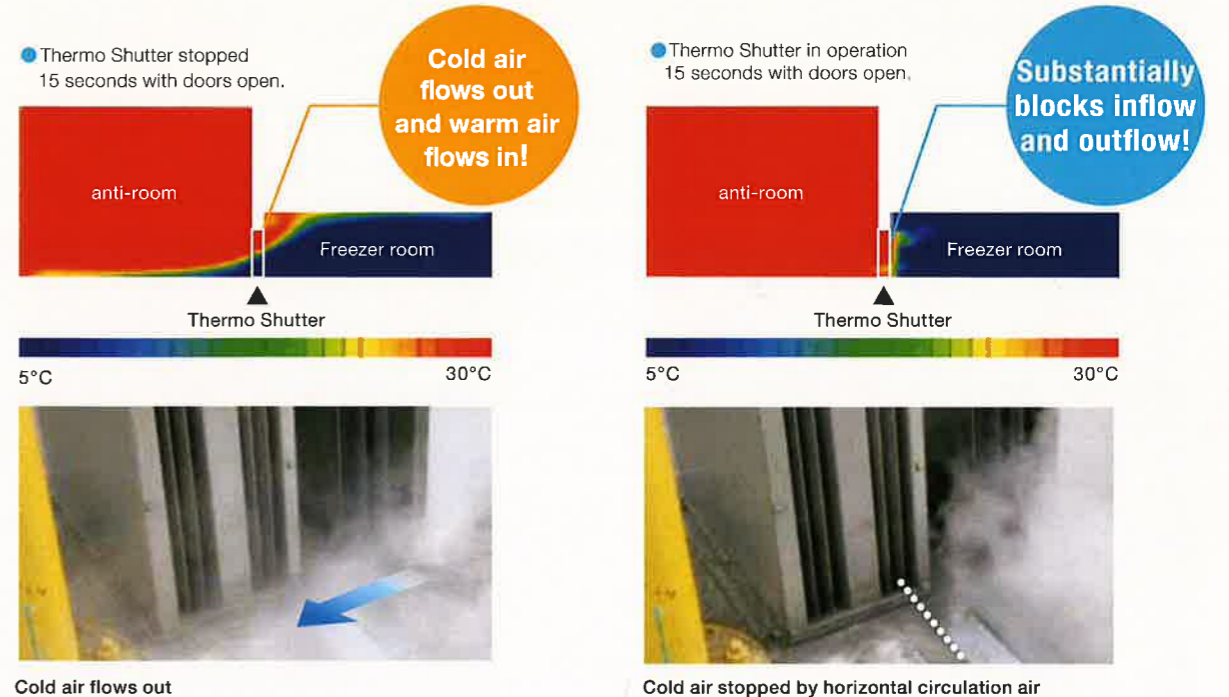 Thermo Shutter stopped
15 seconds with doors open.
Cold air
flows out
and warm air
flows in!
anti-room
Freezer room
Thermo Shutter
5°C
30°C
Cold air flows out
Thermo Shutter in operation
15 seconds with doors open.
Substantially
blocks inflow
and outflow!
anti-room
Freezer room
Thermo Shutter
5°C
30°C
Cold air stopped by horizontal circulation air